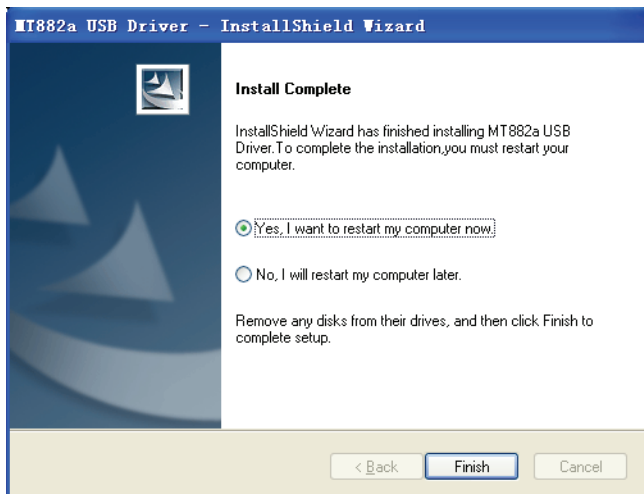 MT882a USB Driver - InstallShield Wizard
Install Complete
InstallShield Wizard has finished installing MT882a USB
Driver.To complete the installation,you must restart your
computer.
Yes, I want to restart my computer now.
No, I will restart my computer later.
Remove any disks from their drives, and then click Finish to
complete setup.
< Back
Finish
Cancel